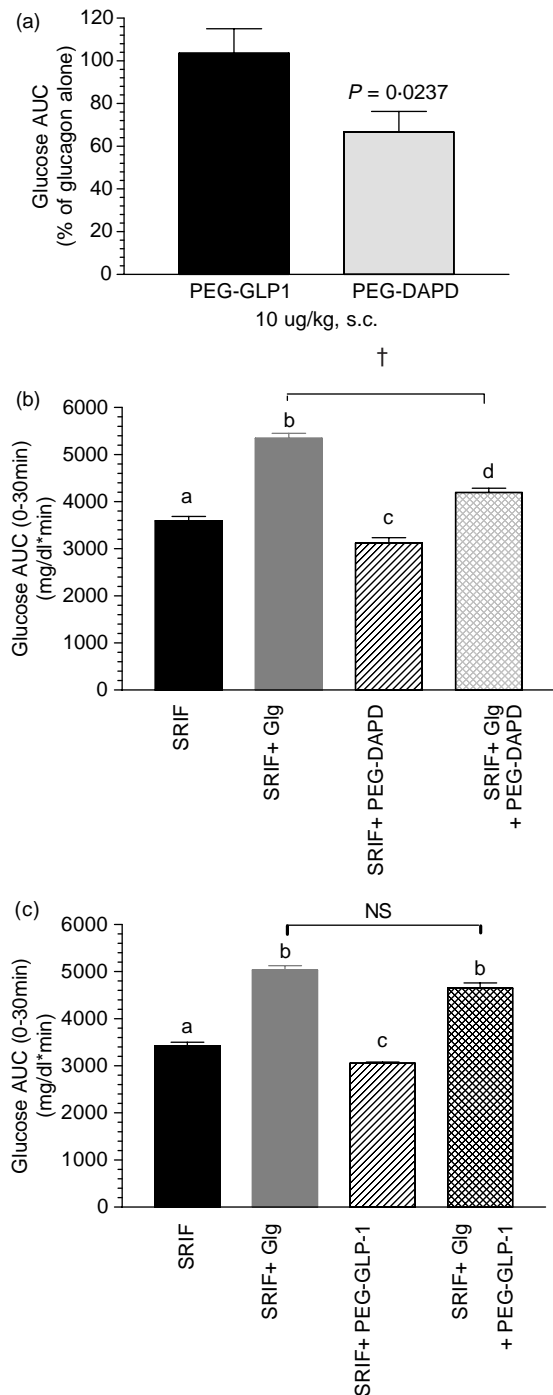 (a)
120
100
80
60
40
20
0
Glucose AUC
(% of glucagon alone)
P = 0·0237
PEG-GLP1
PEG-DAPD
10 ug/kg, s.c.
†
(b)
6000
5000
4000
3000
2000
1000
0
Glucose AUC (0-30min)
(mg/dl*min)
a
b
c
d
SRIF
SRIF+ Glg
SRIF+ PEG-DAPD
SRIF+ Glg
+ PEG-DAPD
(c)
NS
6000
5000
4000
3000
2000
1000
0
Glucose AUC (0-30min)
(mg/dl*min)
a
b
c
b
SRIF
SRIF+ Glg
SRIF+ PEG-GLP-1
SRIF+ Glg
+ PEG-GLP-1